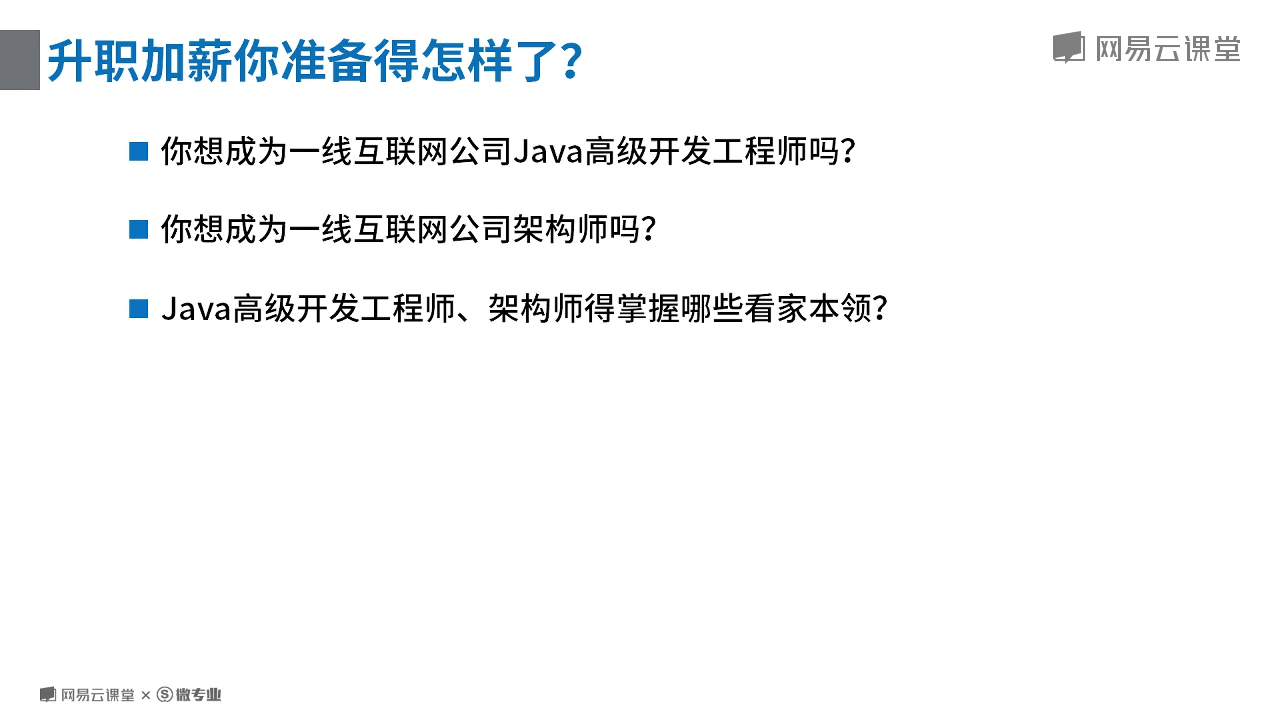 升职加薪你准备得怎样了？
网易云课堂
你想成为一线互联网公司Java高级开发工程师吗？
你想成为一线互联网公司架构师吗？
Java高级开发工程师、架构师得掌握哪些看家本领？
网易云课堂 × Ⓢ微专业